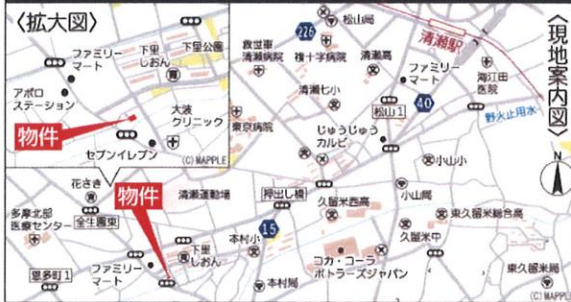 〈拡大図〉
ファミリー
マート
下里
しおん
下里公園
アポロ
ステーション
物件
大波
クリニック
セブンイレブン
(C)MAPPLE
〈現地案内図〉
226
松山局
清瀬駅
救世軍
清瀬病院
複十字病院
清瀬高
ファミリー
マート
滝江田
医院
清瀬七小
40
松山1
野火止用水
東京病院
じゅうじゅう
カルビ
小山小
N
花さき
物件
清瀬運動場
押出し橋
久留米西高
小山局
東久留米総合高
多摩北部
医療センター
全生園東
15
下里
しおん
本村小
久留米中
恩多町1
ファミリー
マート
本村局
コカ・コーラ
ボトラーズジャパン
東久留米局
(C)MAPPLE